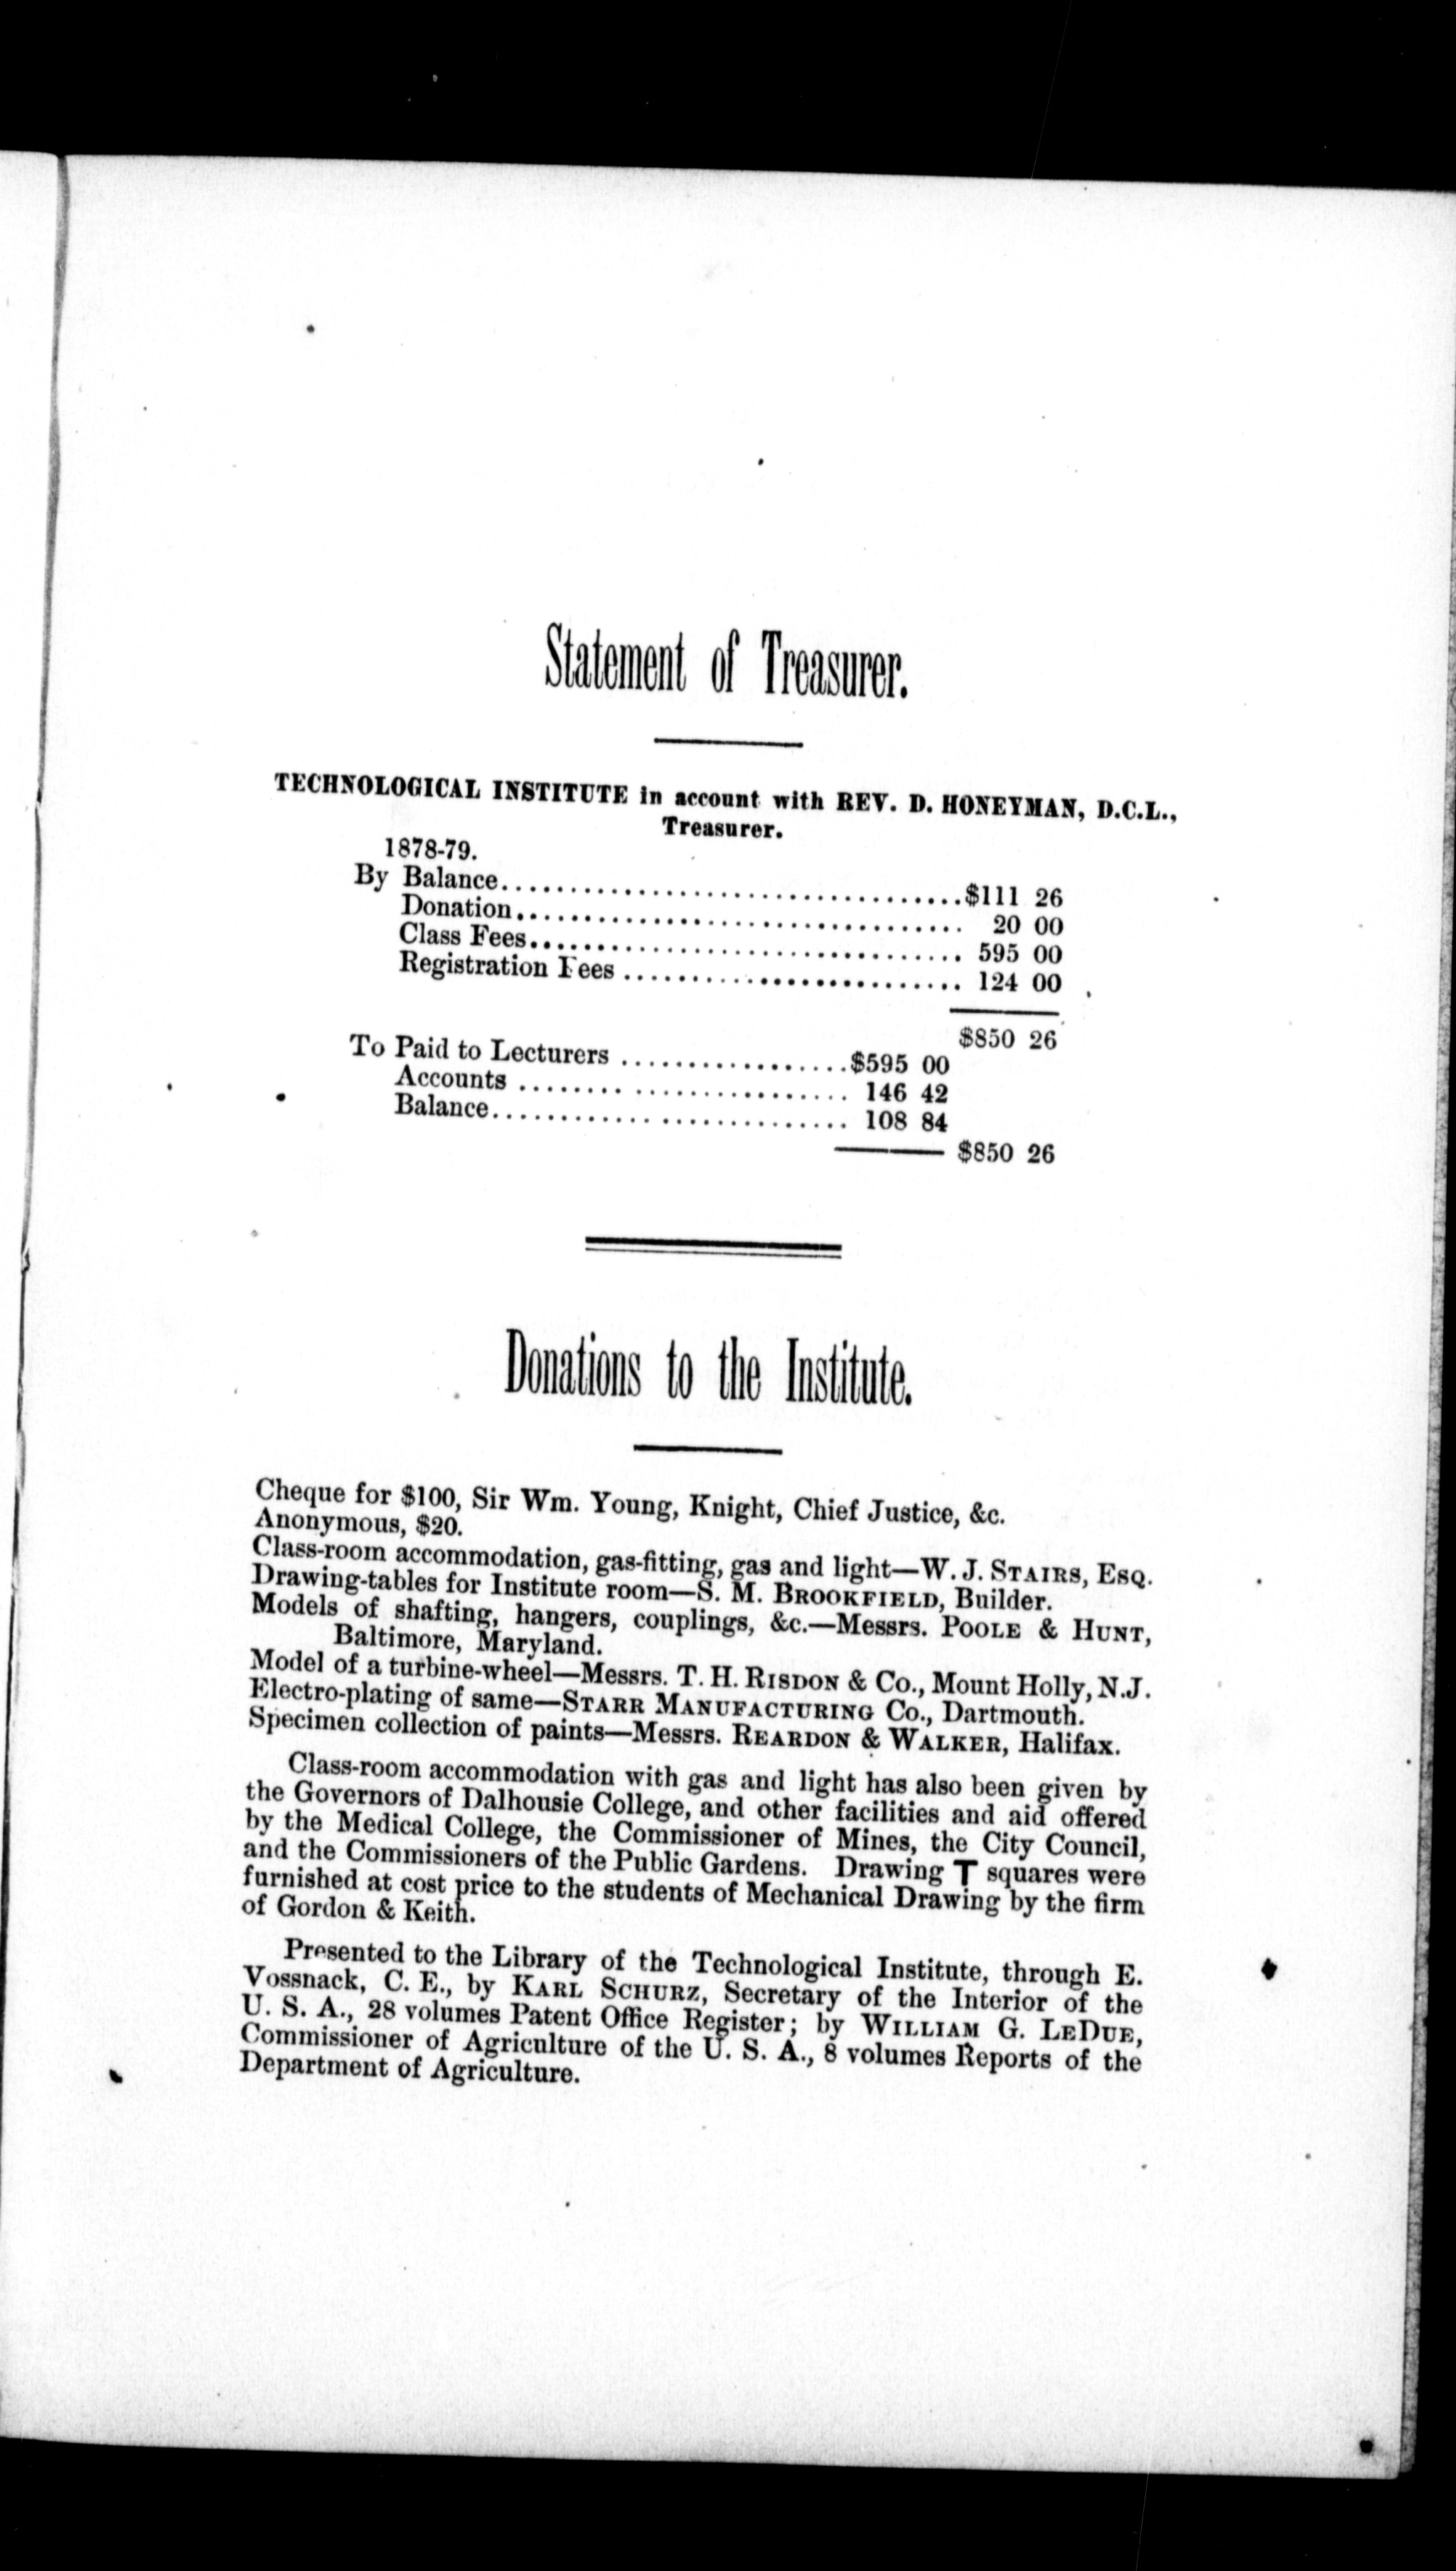 Statement of Treasurer.
TECHNOLOGICAL INSTITUTE in account with REV. D. HONEYMAN, D.C.L.,
Treasurer.
1878-79.
By Balance..................................$111 26
Donation................................. 20 00
Class Fees................................ 595 00
Registration Fees ......................... 124 00
$850 26
To Paid to Lecturers .................$595 00
Accounts ........................ 146 42
Balance.......................... 108 84
$850 26
Donations to the Institute.
Cheque for $100, Sir Wm. Young, Knight, Chief Justice, &c.
Anonymous, $20.
Class-room accommodation, gas-fitting, gas and light—W. J. STAIRS, ESQ.
Drawing-tables for Institute room—S. M. BROOKFIELD, Builder.
Models of shafting, hangers, couplings, &c.—Messrs. POOLE & HUNT,
Baltimore, Maryland.
Model of a turbine-wheel—Messrs. T. H. RISDON & Co., Mount Holly, N.J.
Electro-plating of same—STARR MANUFACTURING Co., Dartmouth.
Specimen collection of paints—Messrs. REARDON & WALKER, Halifax.
Class-room accommodation with gas and light has also been given by
the Governors of Dalhousie College, and other facilities and aid offered
by the Medical College, the Commissioner of Mines, the City Council,
and the Commissioners of the Public Gardens. Drawing T squares were
furnished at cost price to the students of Mechanical Drawing by the firm
of Gordon & Keith.
Presented to the Library of the Technological Institute, through E.
Vossnack, C. E., by KARL SCHURZ, Secretary of the Interior of the
U. S. A., 28 volumes Patent Office Register; by WILLIAM G. LEDUE,
Commissioner of Agriculture of the U. S. A., 8 volumes Reports of the
Department of Agriculture.